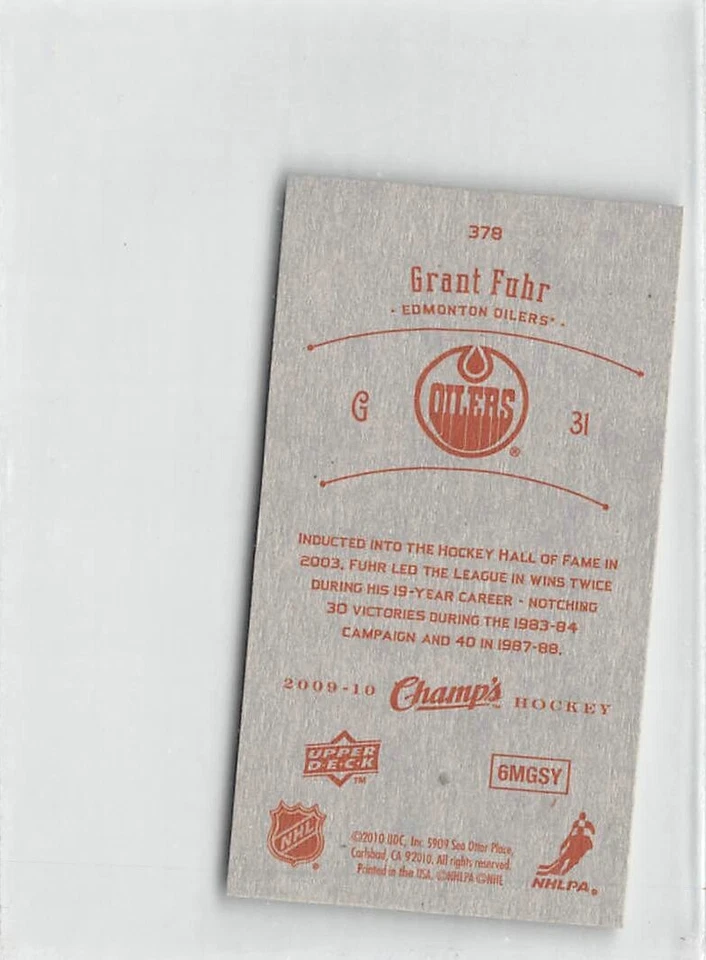 378
Grant Fuhr
· EDMONTON OILERS® ·
G
OILERS
®
31
INDUCTED INTO THE HOCKEY HALL OF FAME IN
2003, FUHR LED THE LEAGUE IN WINS TWICE
DURING HIS 19-YEAR CAREER - NOTCHING
30 VICTORIES DURING THE 1983-84
CAMPAIGN AND 40 IN 1987-88.
2009-10 Champ's™ HOCKEY
UPPER
D·E·C·K
™
6MGSY
NHL
®
©2010 UDC, Inc. 5909 Sea Otter Place,
Carlsbad, CA 92010. All rights reserved.
Printed in the USA. ©NHLPA ©NHL
NHLPA®